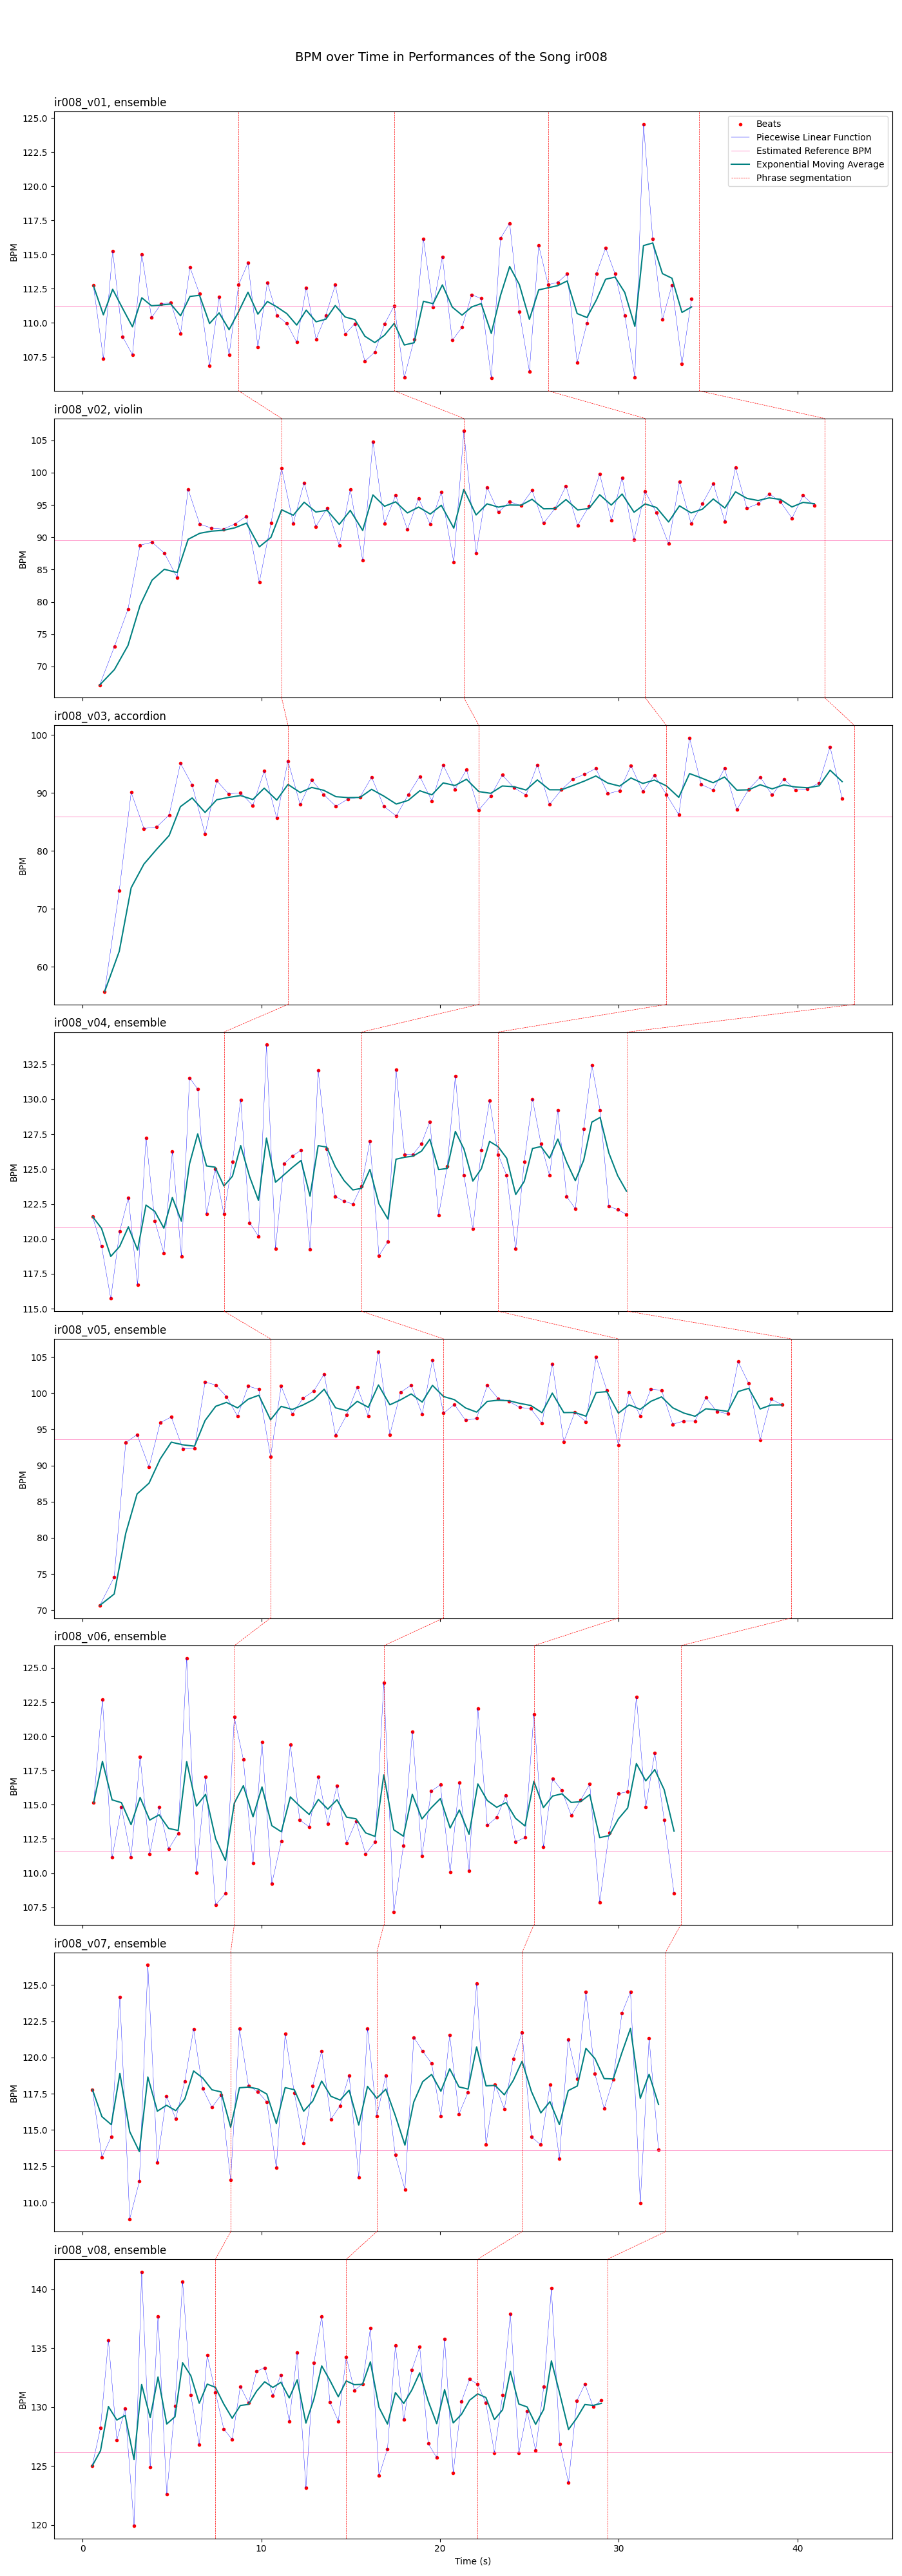 BPM over Time in Performances of the Song ir008
ir008_v01, ensemble
125.0
122.5
120.0
117.5
115.0
112.5
110.0
107.5
BPM
Beats
Piecewise Linear Function
Estimated Reference BPM
Exponential Moving Average
Phrase segmentation
ir008_v02, violin
105
100
95
90
85
80
75
70
BPM
ir008_v03, accordion
100
90
80
70
60
BPM
ir008_v04, ensemble
132.5
130.0
127.5
125.0
122.5
120.0
117.5
115.0
BPM
ir008_v05, ensemble
105
100
95
90
85
80
75
70
BPM
ir008_v06, ensemble
125.0
122.5
120.0
117.5
115.0
112.5
110.0
107.5
BPM
ir008_v07, ensemble
125.0
122.5
120.0
117.5
115.0
112.5
110.0
BPM
ir008_v08, ensemble
140
135
130
125
120
BPM
0 10 20 30 40
Time (s)